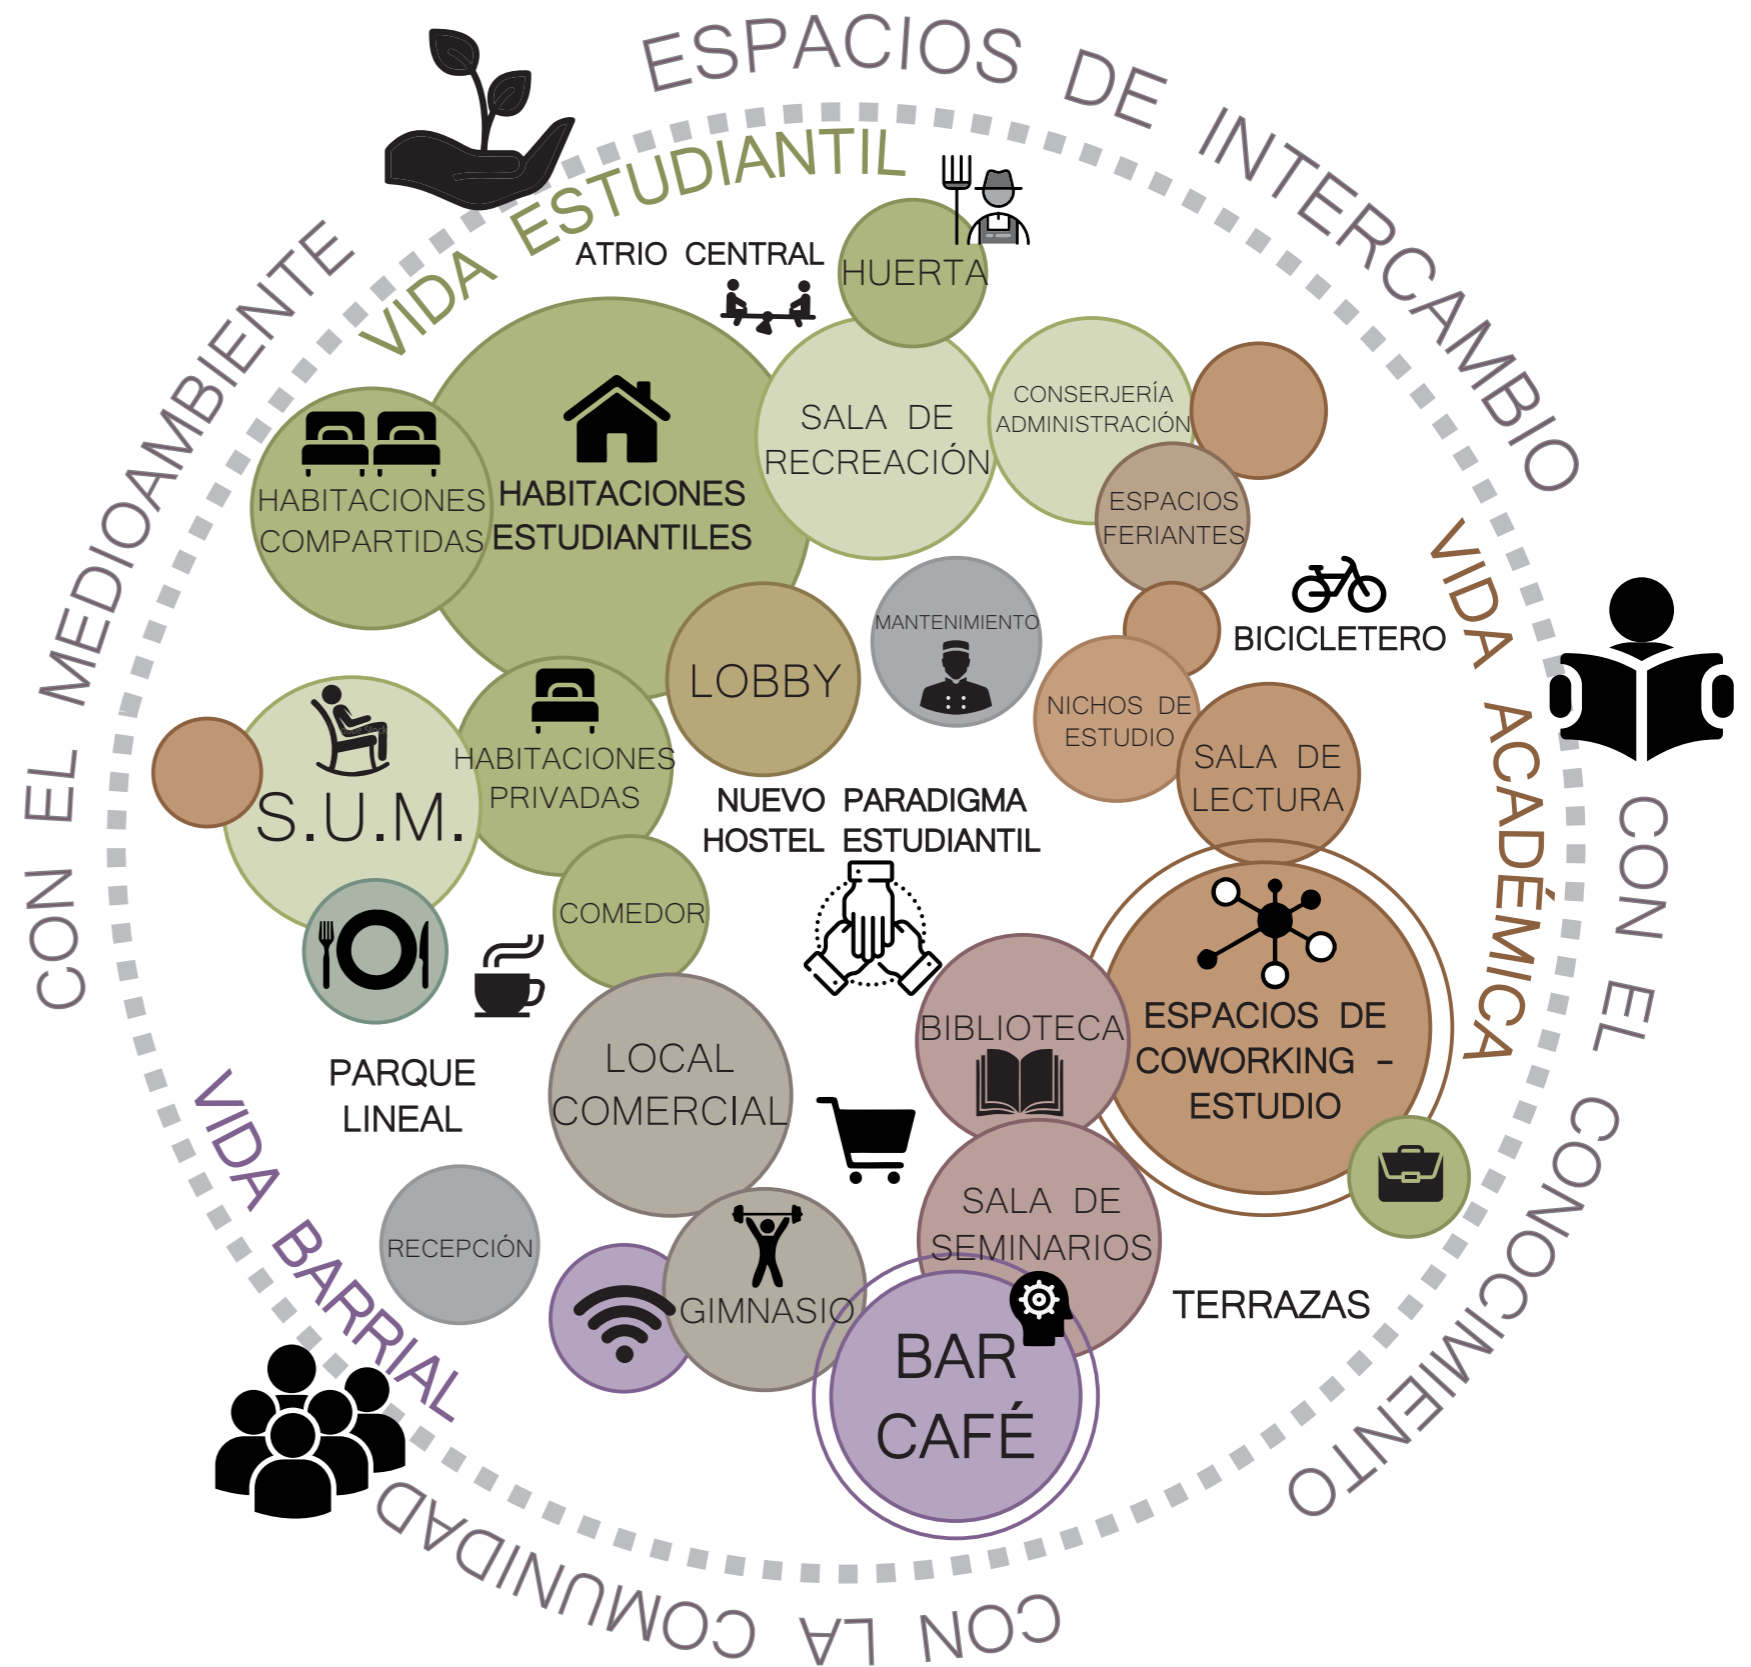 ESPACIOS DE INTERCAMBIO
CON EL MEDIOAMBIENTE
CON EL CONOCIMIENTO
CON LA COMUNIDAD
VIDA ESTUDIANTIL
VIDA ACADÉMICA
VIDA BARRIAL
ATRIO CENTRAL
HUERTA
HABITACIONES
COMPARTIDAS
HABITACIONES
ESTUDIANTILES
SALA DE
RECREACIÓN
CONSERJERÍA
ADMINISTRACIÓN
ESPACIOS
FERIANTES
BICICLETERO
MANTENIMIENTO
LOBBY
NICHOS DE
ESTUDIO
SALA DE
LECTURA
S.U.M.
HABITACIONES
PRIVADAS
NUEVO PARADIGMA
HOSTEL ESTUDIANTIL
COMEDOR
BIBLIOTECA
ESPACIOS DE
COWORKING -
ESTUDIO
PARQUE
LINEAL
LOCAL
COMERCIAL
SALA DE
SEMINARIOS
RECEPCIÓN
GIMNASIO
TERRAZAS
BAR
CAFÉ